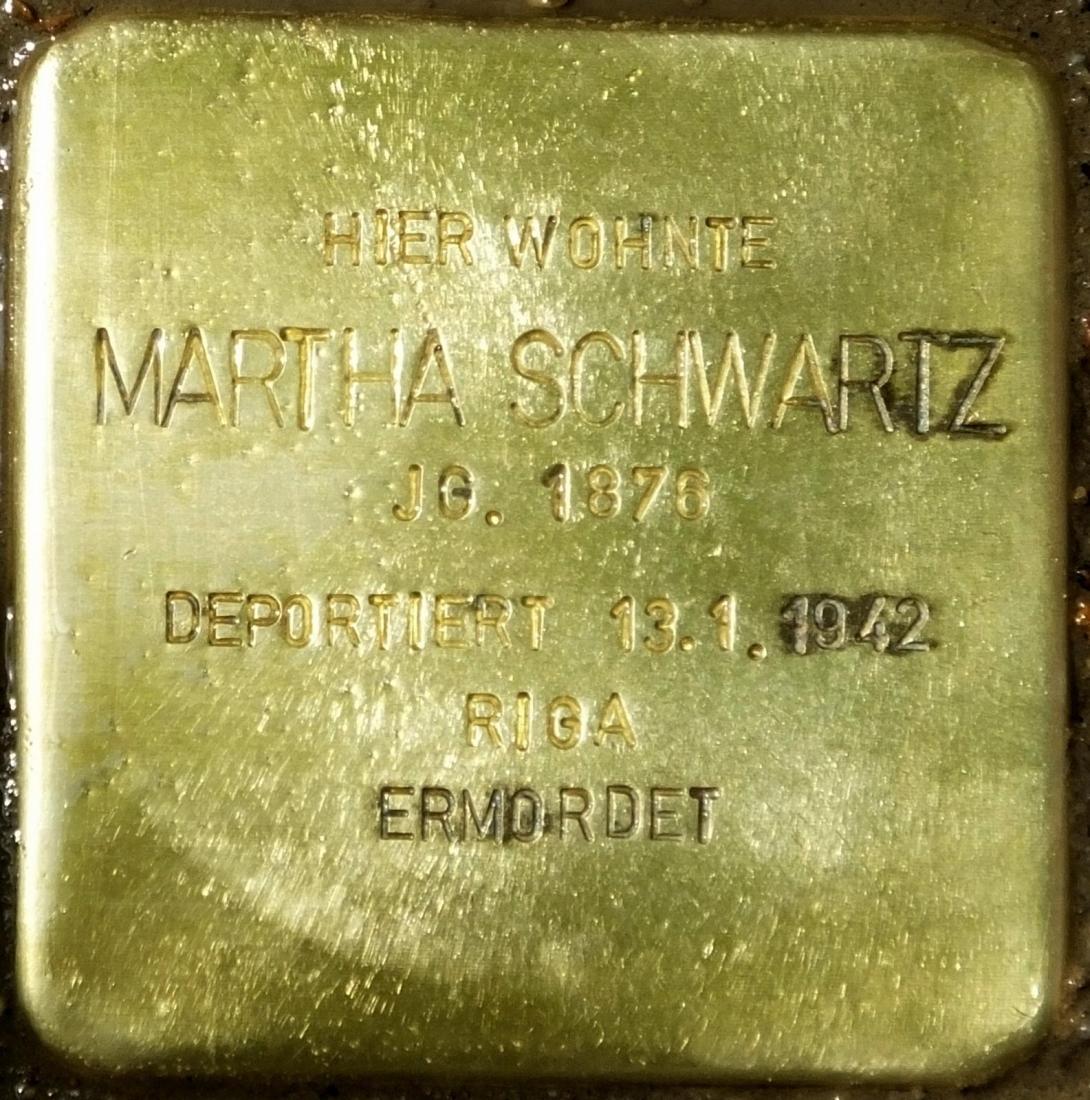 HIER WOHNTE
MARTHA SCHWARTZ
JG. 1876
DEPORTIERT 13.1.1942
RIGA
ERMORDET